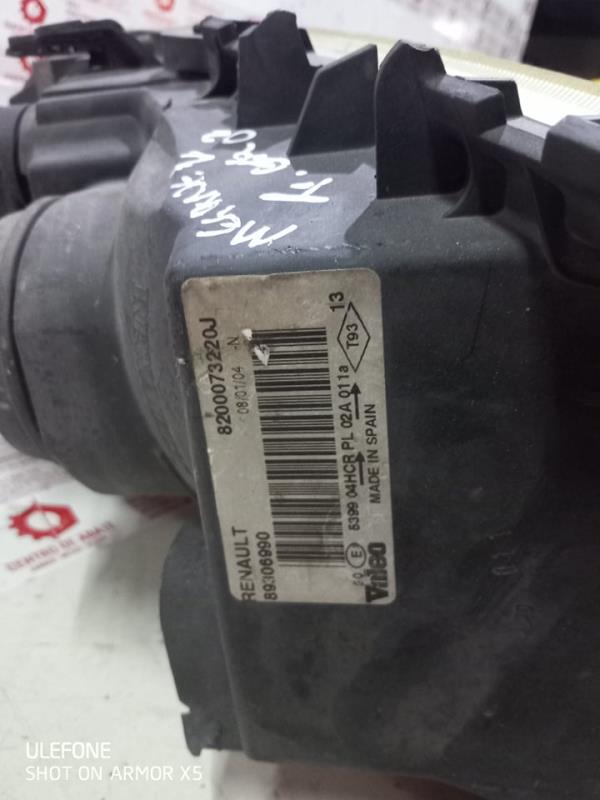 MEGANE
RENAULT 8200073220J
89306990 08/01/04 -N
5399 04HCR PL 02A 011a T93 13
E
MADE IN SPAIN
Valeo
ULEFONE
SHOT ON ARMOR X5